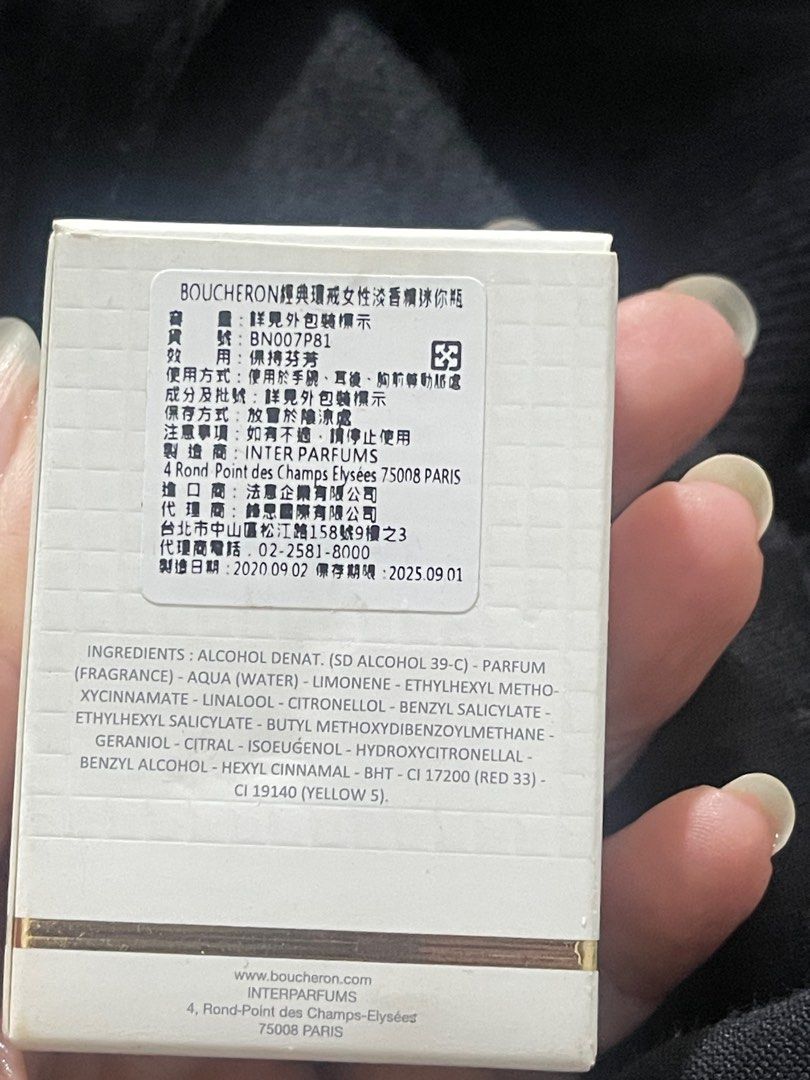 BOUCHERON經典環戒女性淡香精迷你瓶
容 量：詳見外包裝標示
貨 號：BN007P81
效 用：保持芬芳
使用方式：使用於手腕、耳後、胸前脈動處
成分及批號：詳見外包裝標示
保存方式：放置於陰涼處
注意事項：如有不適，請停止使用
製 造 商：INTER PARFUMS
4 Rond Point des Champs Elysées 75008 PARIS
進 口 商：法意企業有限公司
代 理 商：鋒恩國際有限公司
台北市中山區松江路158號9樓之3
代理商電話．02-2581-8000
製造日期：2020.09.02 保存期限：2025.09.01
INGREDIENTS : ALCOHOL DENAT. (SD ALCOHOL 39-C) - PARFUM
(FRAGRANCE) - AQUA (WATER) - LIMONENE - ETHYLHEXYL METHO-
XYCINNAMATE - LINALOOL - CITRONELLOL - BENZYL SALICYLATE -
ETHYLHEXYL SALICYLATE - BUTYL METHOXYDIBENZOYLMETHANE -
GERANIOL - CITRAL - ISOEUGENOL - HYDROXYCITRONELLAL -
BENZYL ALCOHOL - HEXYL CINNAMAL - BHT - CI 17200 (RED 33) -
CI 19140 (YELLOW 5).
www.boucheron.com
INTERPARFUMS
4, Rond-Point des Champs-Elysées
75008 PARIS